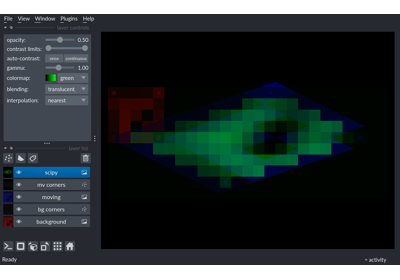 File View Window Plugins Help
layer controls
opacity: 0.50
contrast limits:
auto-contrast: once continuous
gamma: 1.00
colormap: green
blending: translucent
interpolation: nearest
layer list
scipy
mv corners
moving
bg corners
background
Ready
activity